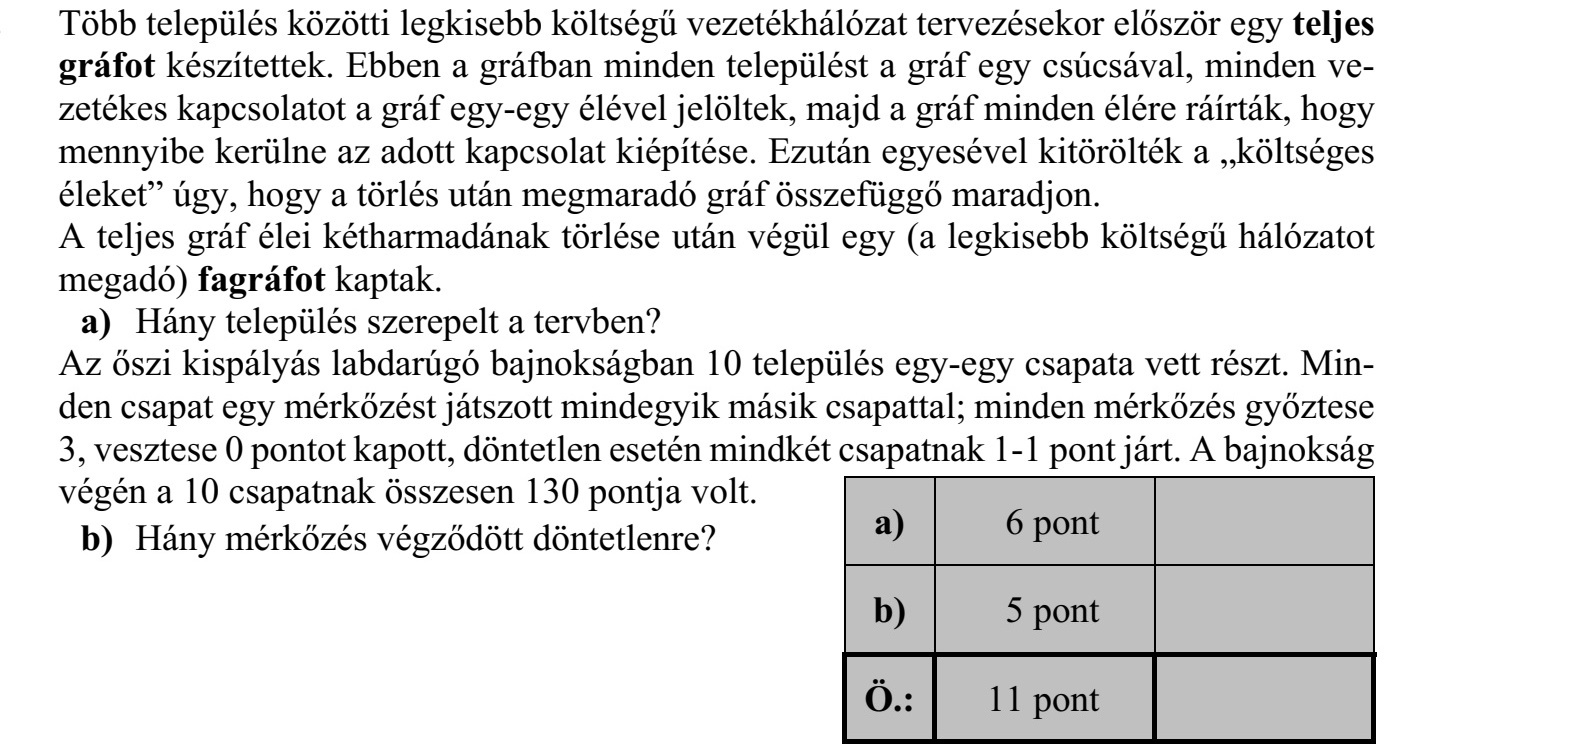 Több település közötti legkisebb költségű vezetékhálózat tervezésekor először egy teljes
gráfot készítettek. Ebben a gráfban minden települést a gráf egy csúcsával, minden ve-
zetékes kapcsolatot a gráf egy-egy élével jelöltek, majd a gráf minden élére ráírták, hogy
mennyibe kerülne az adott kapcsolat kiépítése. Ezután egyesével kitörölték a „költséges
éleket” úgy, hogy a törlés után megmaradó gráf összefüggő maradjon.
A teljes gráf élei kétharmadának törlése után végül egy (a legkisebb költségű hálózatot
megadó) fagráfot kaptak.
a) Hány település szerepelt a tervben?
Az őszi kispályás labdarúgó bajnokságban 10 település egy-egy csapata vett részt. Min-
den csapat egy mérkőzést játszott mindegyik másik csapattal; minden mérkőzés győztese
3, vesztese 0 pontot kapott, döntetlen esetén mindkét csapatnak 1-1 pont járt. A bajnokság
végén a 10 csapatnak összesen 130 pontja volt.
b) Hány mérkőzés végződött döntetlenre?
a) 6 pont
b) 5 pont
Ö.: 11 pont